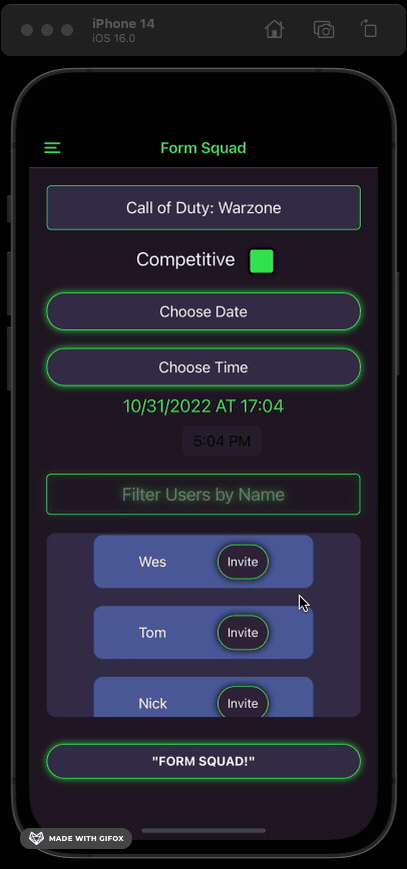 iPhone 14
iOS 16.0
Form Squad
Call of Duty: Warzone
Competitive
Choose Date
Choose Time
10/31/2022 AT 17:04
5:04 PM
Filter Users by Name
Wes Invite
Tom Invite
Nick Invite
"FORM SQUAD!"
MADE WITH GIFOX